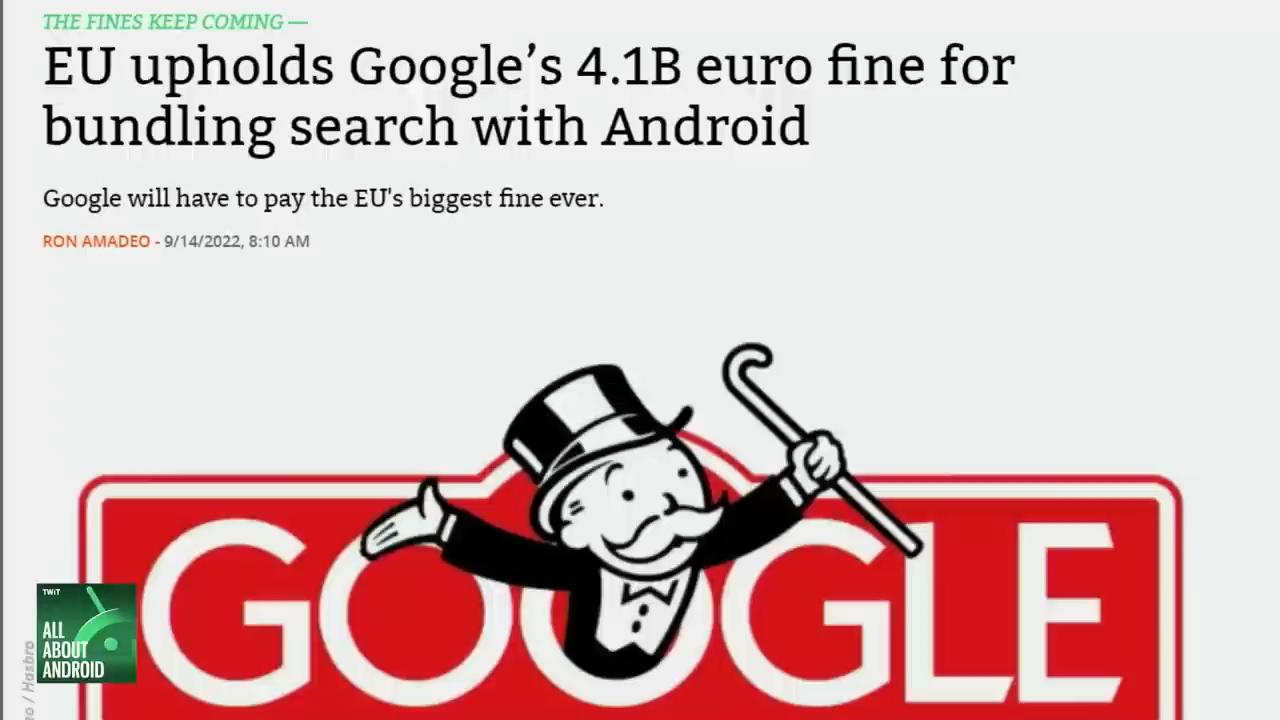 THE FINES KEEP COMING —
EU upholds Google’s 4.1B euro fine for
bundling search with Android
Google will have to pay the EU's biggest fine ever.
RON AMADEO - 9/14/2022, 8:10 AM
GOOGLE
TWiT
ALL
ABOUT
ANDROID
/ Hasbro